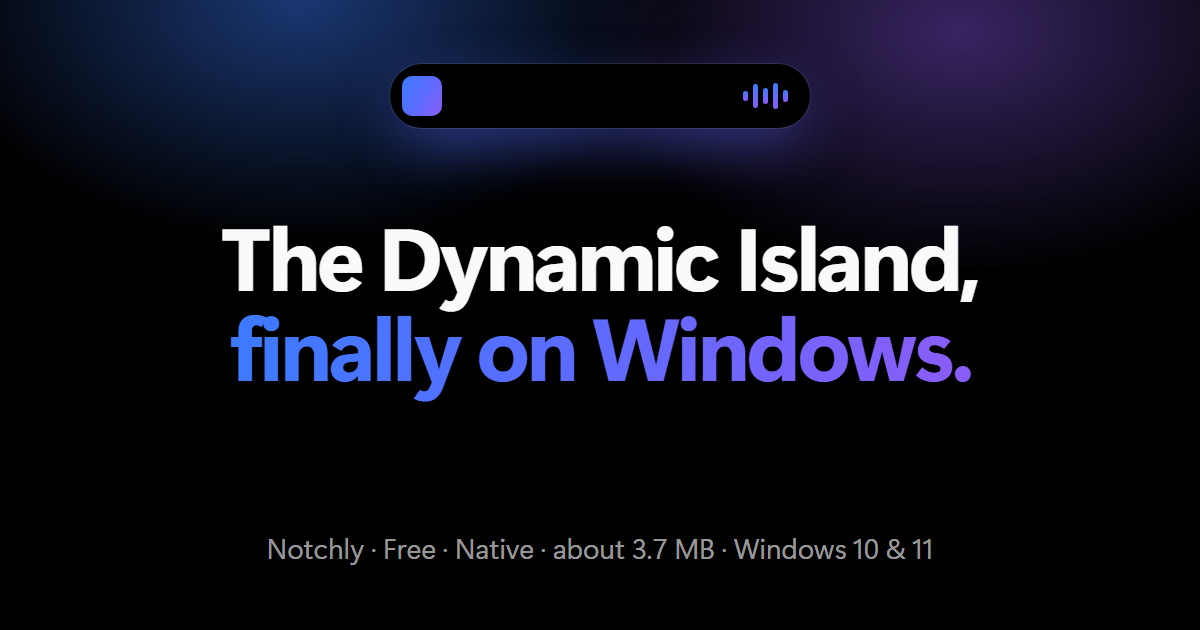 The Dynamic Island,
finally on Windows.
Notchly · Free · Native · about 3.7 MB · Windows 10 & 11